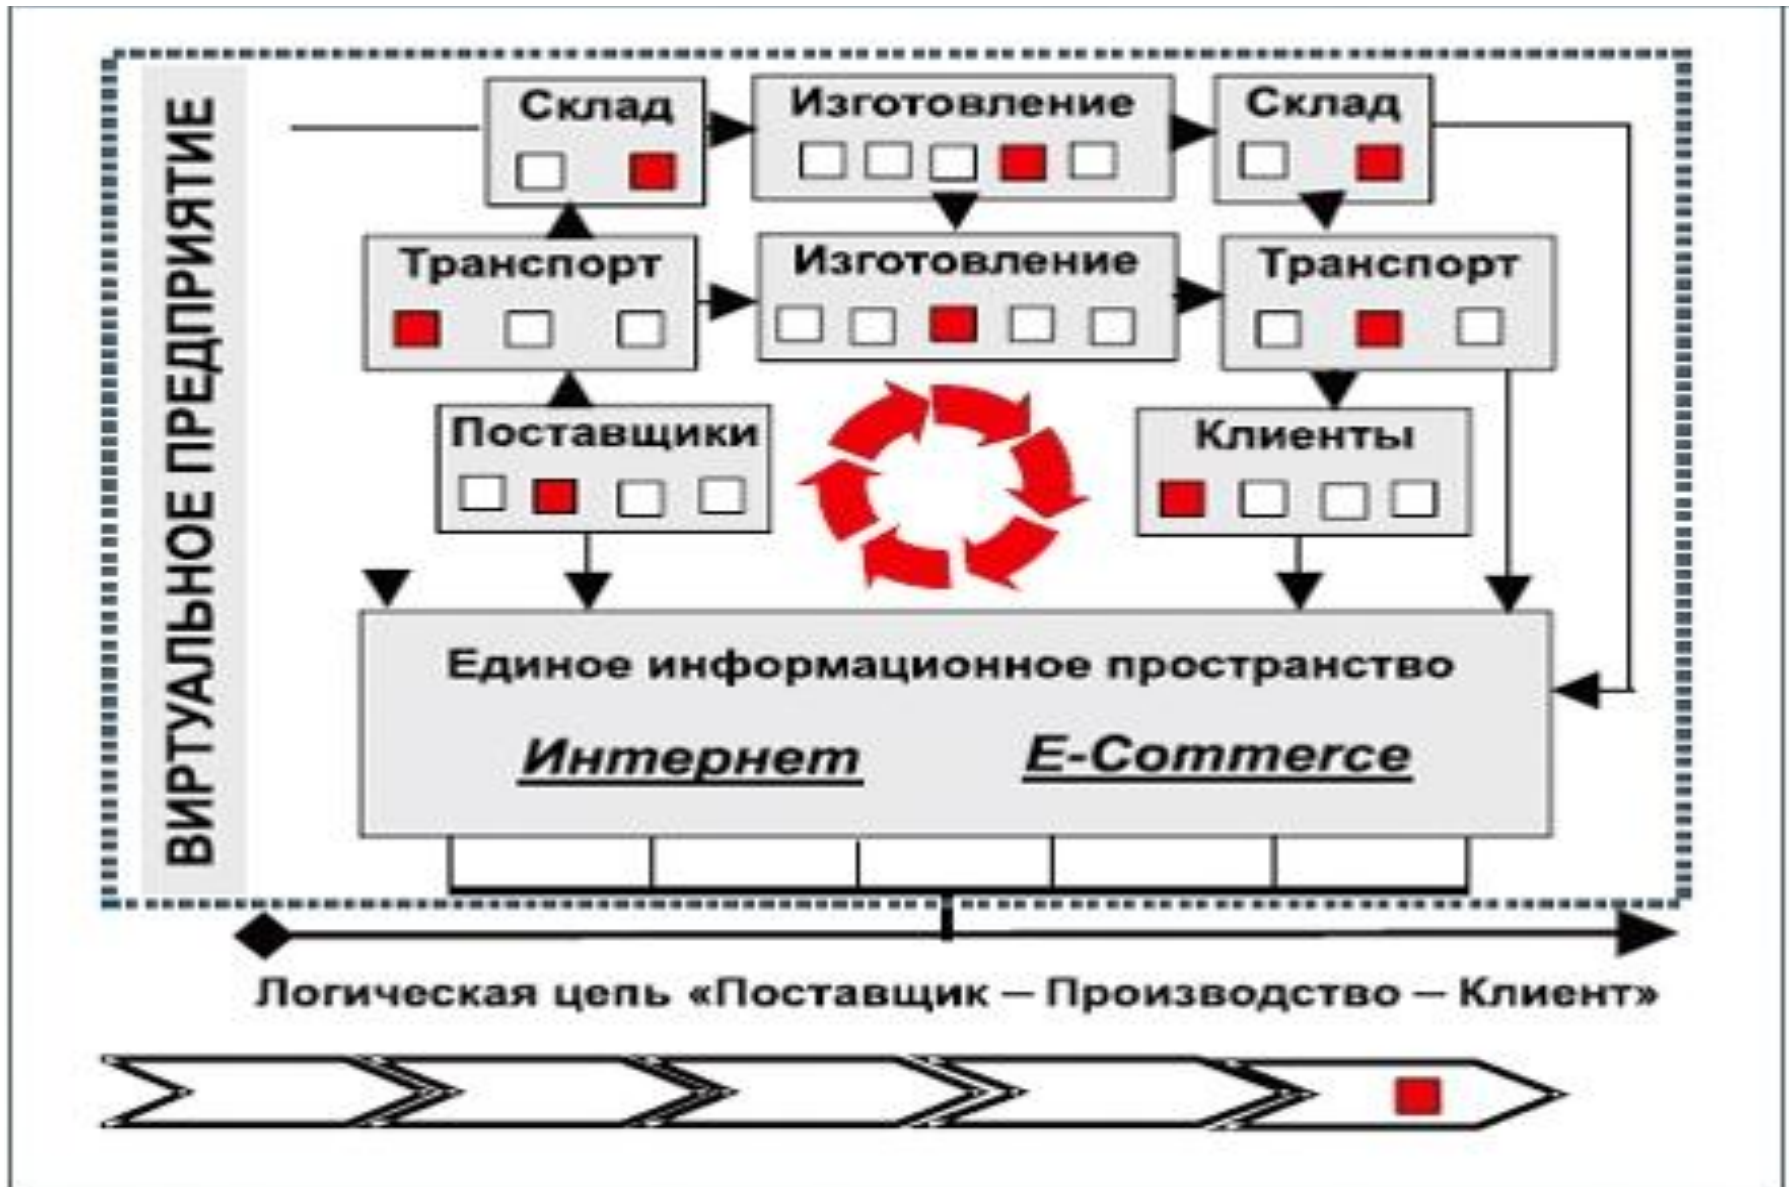 ВИРТУАЛЬНОЕ ПРЕДПРИЯТИЕ
Склад
Изготовление
Склад
Транспорт
Изготовление
Транспорт
Поставщики
Клиенты
Единое информационное пространство
Интернет
E-Commerce
Логическая цепь «Поставщик – Производство – Клиент»